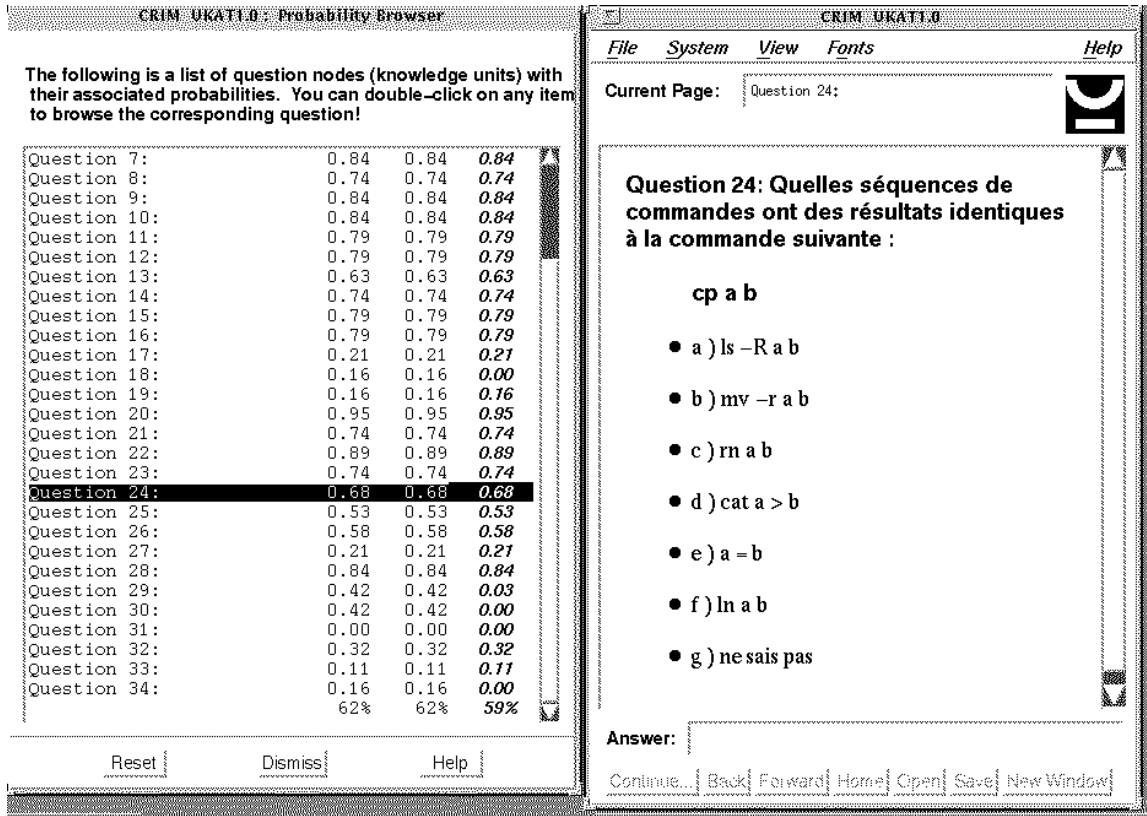 CRIM UKAT1.0 : Probability Browser
The following is a list of question nodes (knowledge units) with
their associated probabilities. You can double-click on any item
to browse the corresponding question!
Question 7: 0.84 0.84 0.84
Question 8: 0.74 0.74 0.74
Question 9: 0.84 0.84 0.84
Question 10: 0.84 0.84 0.84
Question 11: 0.79 0.79 0.79
Question 12: 0.79 0.79 0.79
Question 13: 0.63 0.63 0.63
Question 14: 0.74 0.74 0.74
Question 15: 0.79 0.79 0.79
Question 16: 0.79 0.79 0.79
Question 17: 0.21 0.21 0.21
Question 18: 0.16 0.16 0.00
Question 19: 0.16 0.16 0.16
Question 20: 0.95 0.95 0.95
Question 21: 0.74 0.74 0.74
Question 22: 0.89 0.89 0.89
Question 23: 0.74 0.74 0.74
Question 24: 0.68 0.68 0.68
Question 25: 0.53 0.53 0.53
Question 26: 0.58 0.58 0.58
Question 27: 0.21 0.21 0.21
Question 28: 0.84 0.84 0.84
Question 29: 0.42 0.42 0.03
Question 30: 0.42 0.42 0.00
Question 31: 0.00 0.00 0.00
Question 32: 0.32 0.32 0.32
Question 33: 0.11 0.11 0.11
Question 34: 0.16 0.16 0.00
62% 62% 59%
Reset Dismiss Help
CRIM UKAT1.0
File System View Fonts Help
Current Page: Question 24:
Question 24: Quelles séquences de
commandes ont des résultats identiques
à la commande suivante :
cp a b
● a ) ls –R a b
● b ) mv –r a b
● c ) rn a b
● d ) cat a > b
● e ) a = b
● f ) ln a b
● g ) ne sais pas
Answer:
Continue... Back Forward Home Open Save New Window